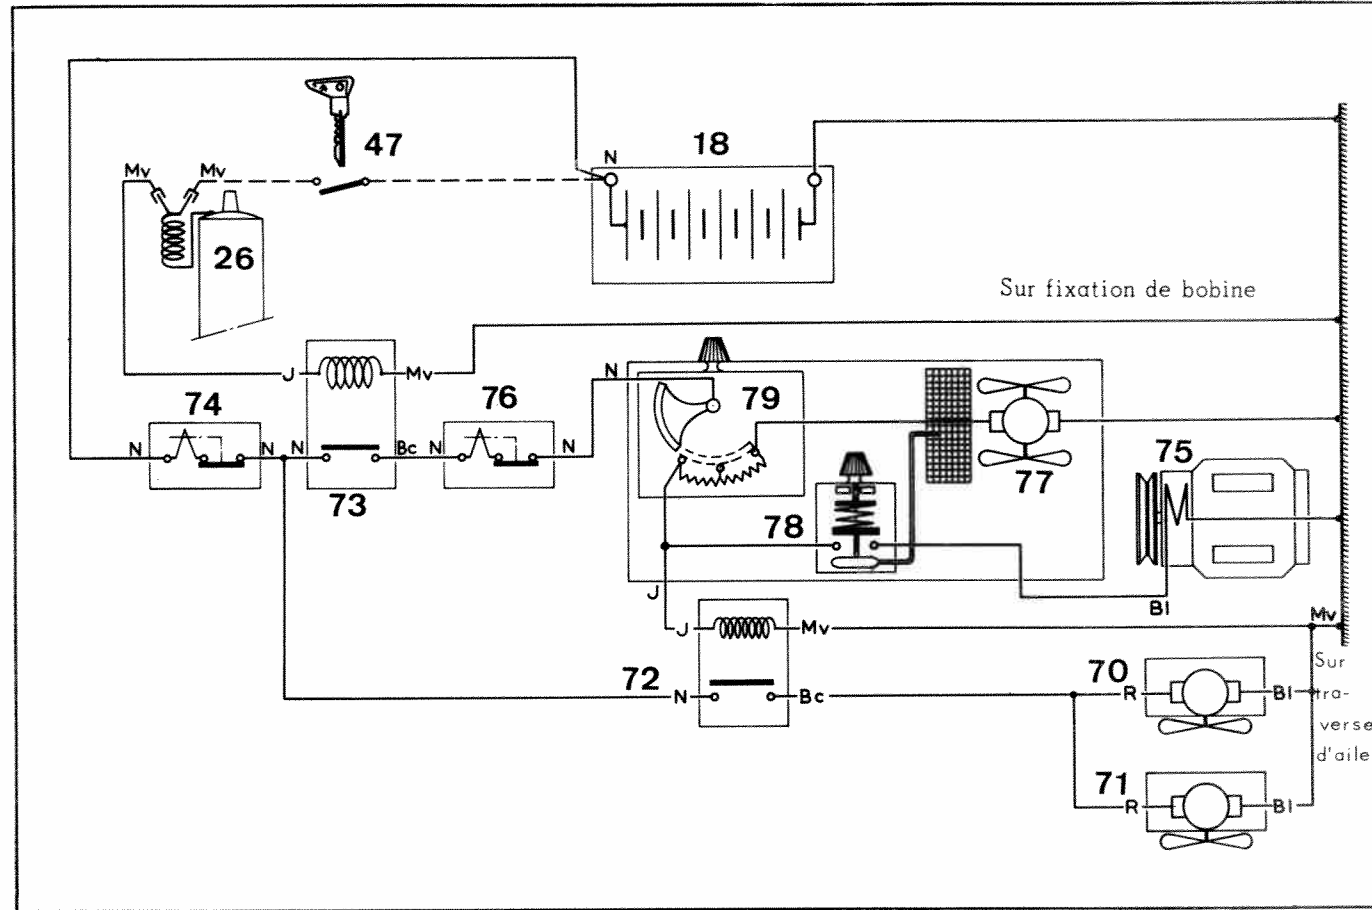 47
18
N
Mv
Mv
26
Sur fixation de bobine
J
Mv
N
79
74
76
75
N
N
N
Bc
N
N
77
73
78
J
Bl
J
Mv
Mv
Sur
tra-
verse
d'aile
72
N
Bc
70
R
Bl
71
R
Bl